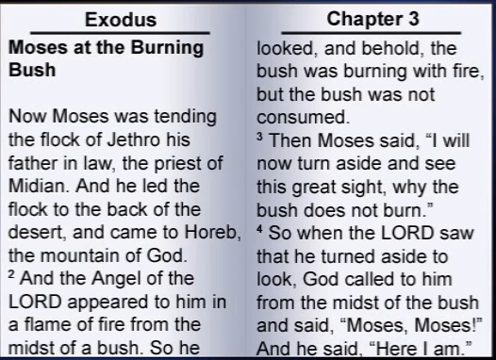 Exodus
Moses at the Burning
Bush
Now Moses was tending
the flock of Jethro his
father in law, the priest of
Midian. And he led the
flock to the back of the
desert, and came to Horeb,
the mountain of God.
² And the Angel of the
LORD appeared to him in
a flame of fire from the
midst of a bush. So he
Chapter 3
looked, and behold, the
bush was burning with fire,
but the bush was not
consumed.
³ Then Moses said, “I will
now turn aside and see
this great sight, why the
bush does not burn.”
⁴ So when the LORD saw
that he turned aside to
look, God called to him
from the midst of the bush
and said, “Moses, Moses!”
And he said, “Here I am.”